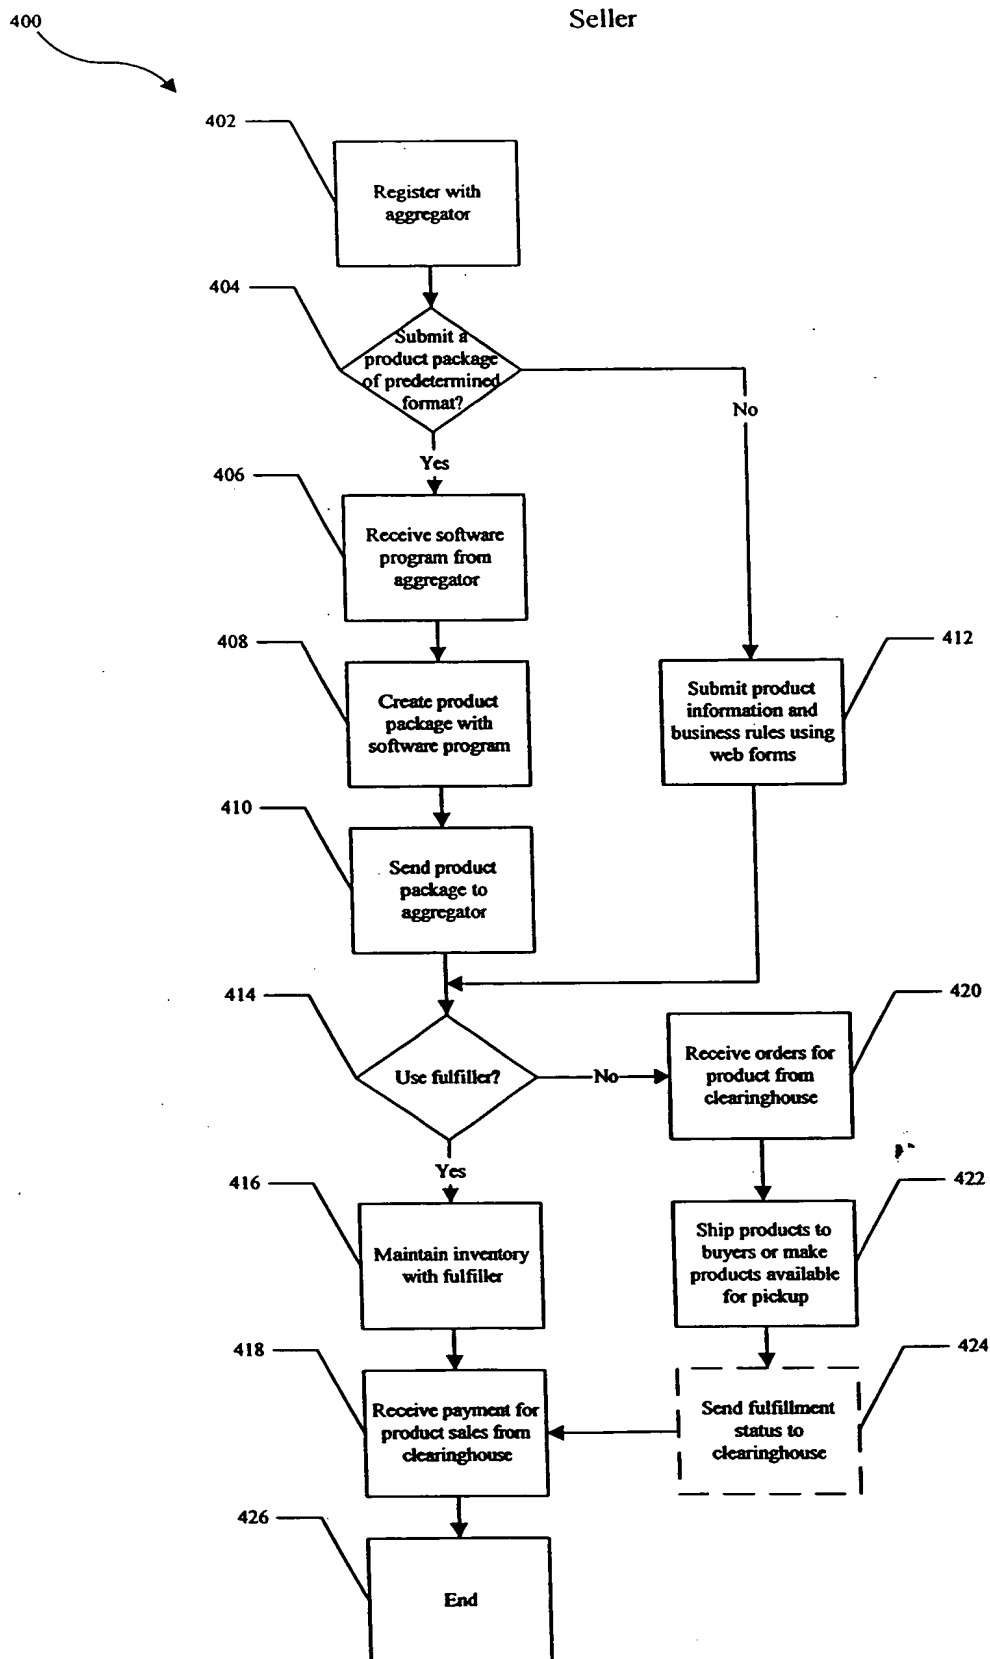 400
Seller
402
Register with
aggregator
404
Submit a
product package
of predetermined
format?
No
Yes
406
Receive software
program from
aggregator
408
Create product
package with
software program
412
Submit product
information and
business rules using
web forms
410
Send product
package to
aggregator
414
Use fulfiller?
No
420
Receive orders for
product from
clearinghouse
Yes
416
Maintain inventory
with fulfiller
422
Ship products to
buyers or make
products available
for pickup
418
Receive payment for
product sales from
clearinghouse
424
Send fulfillment
status to
clearinghouse
426
End